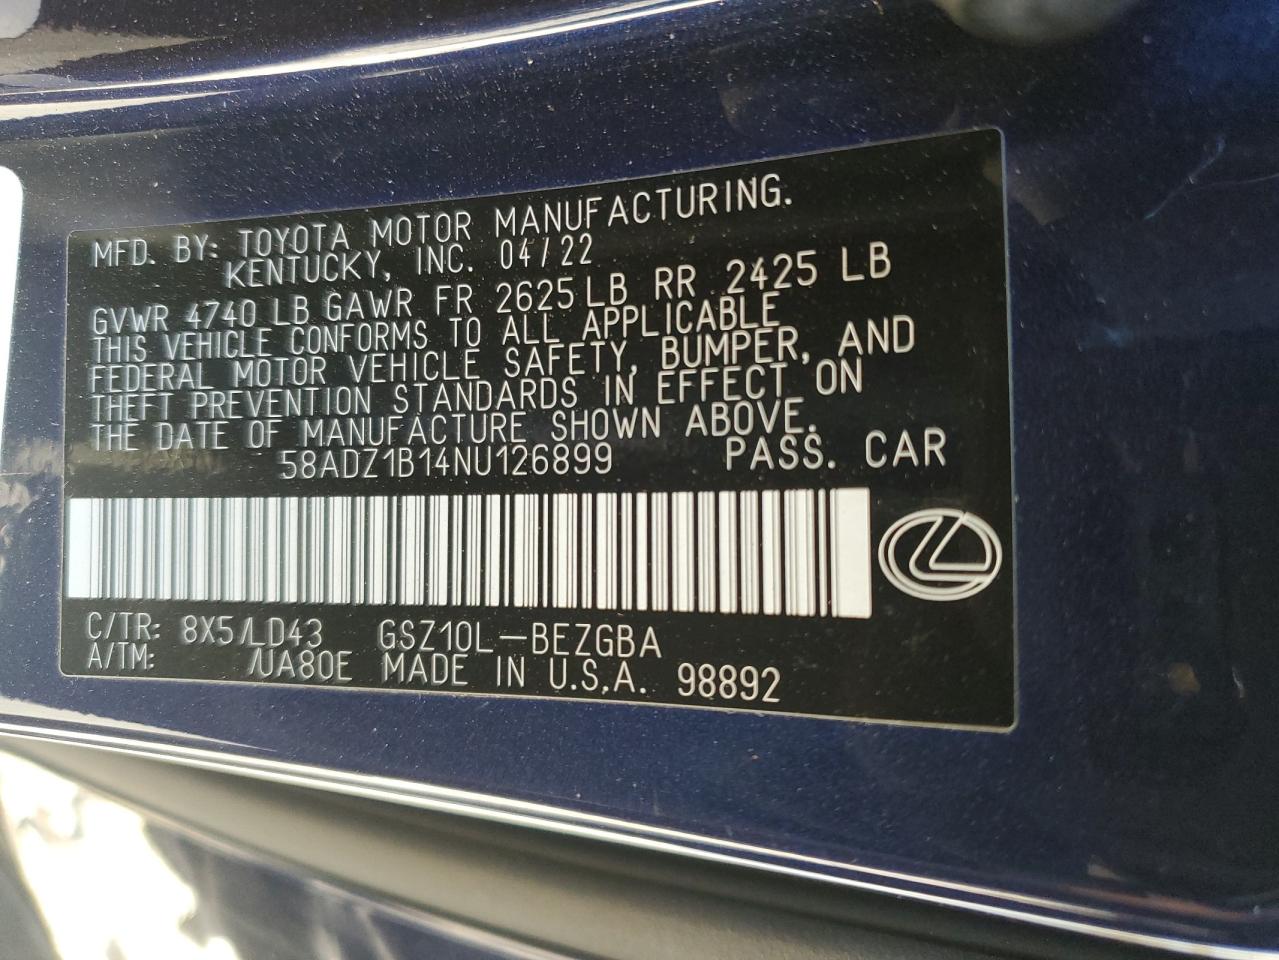 MFD. BY: TOYOTA MOTOR MANUFACTURING.
KENTUCKY, INC. 04/22
GVWR 4740 LB GAWR FR 2625 LB RR 2425 LB
THIS VEHICLE CONFORMS TO ALL APPLICABLE
FEDERAL MOTOR VEHICLE SAFETY, BUMPER, AND
THEFT PREVENTION STANDARDS IN EFFECT ON
THE DATE OF MANUFACTURE SHOWN ABOVE.
58ADZ1B14NU126899 PASS. CAR
C/TR: 8X5/LD43 GSZ10L-BEZGBA
A/TM: /UA80E MADE IN U.S.A. 98892